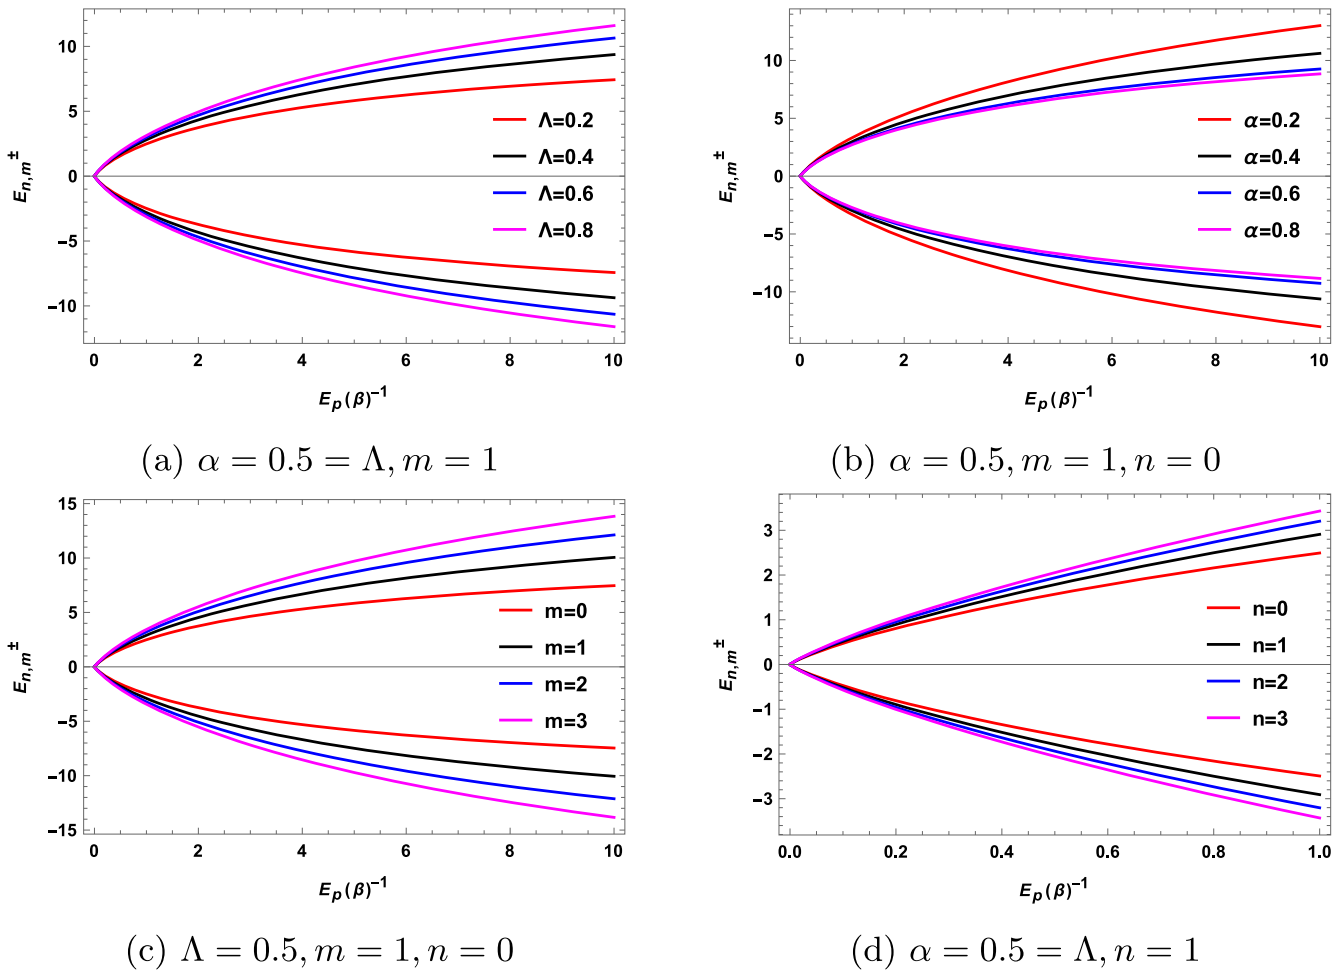 10
5
0
−5
−10
E_{n,m}^±
Λ=0.2
Λ=0.4
Λ=0.6
Λ=0.8
0 2 4 6 8 10
E_p(β)^{−1}
(a) α = 0.5 = Λ, m = 1
10
5
0
−5
−10
E_{n,m}^±
α=0.2
α=0.4
α=0.6
α=0.8
0 2 4 6 8 10
E_p(β)^{−1}
(b) α = 0.5, m = 1, n = 0
15
10
5
0
−5
−10
−15
E_{n,m}^±
m=0
m=1
m=2
m=3
0 2 4 6 8 10
E_p(β)^{−1}
(c) Λ = 0.5, m = 1, n = 0
3
2
1
0
−1
−2
−3
E_{n,m}^±
n=0
n=1
n=2
n=3
0.0 0.2 0.4 0.6 0.8 1.0
E_p(β)^{−1}
(d) α = 0.5 = Λ, n = 1